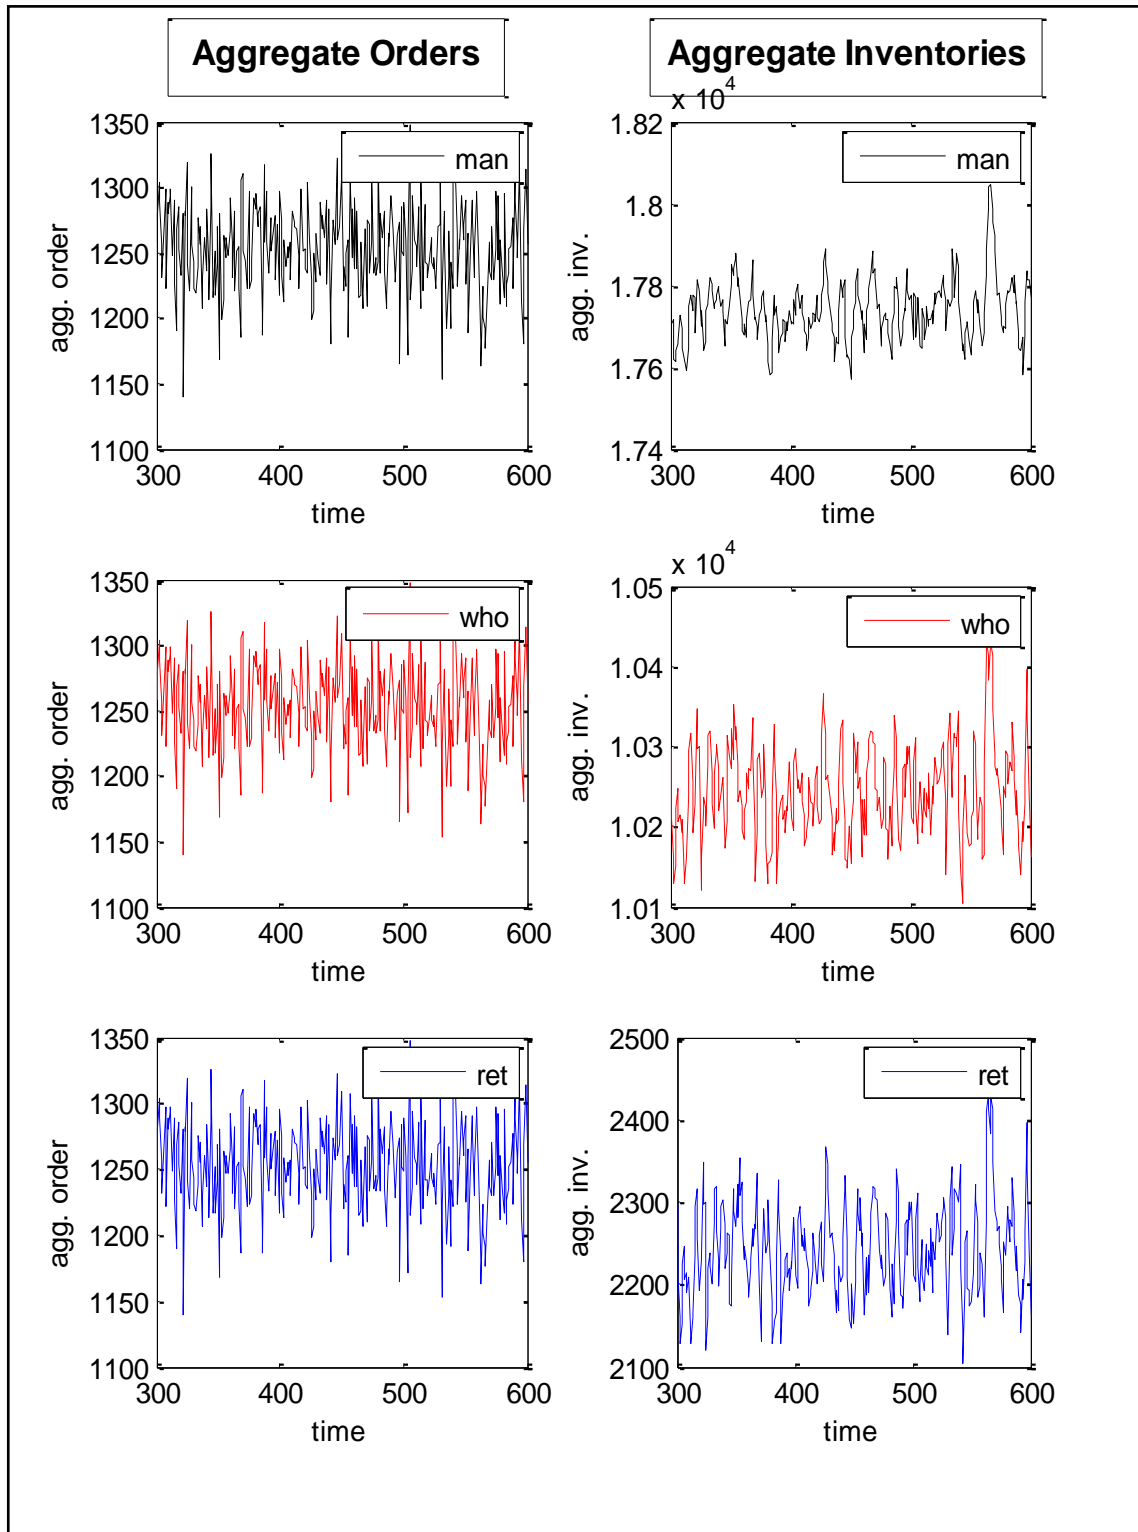 Aggregate Orders
Aggregate Inventories
1350
1300
1250
1200
1150
1100
300
400
500
600
agg. order
time
man
x 10^4
1.82
1.8
1.78
1.76
1.74
300
400
500
600
agg. inv.
time
man
1350
1300
1250
1200
1150
1100
300
400
500
600
agg. order
time
who
x 10^4
1.05
1.04
1.03
1.02
1.01
300
400
500
600
agg. inv.
time
who
1350
1300
1250
1200
1150
1100
300
400
500
600
agg. order
time
ret
2500
2400
2300
2200
2100
300
400
500
600
agg. inv.
time
ret